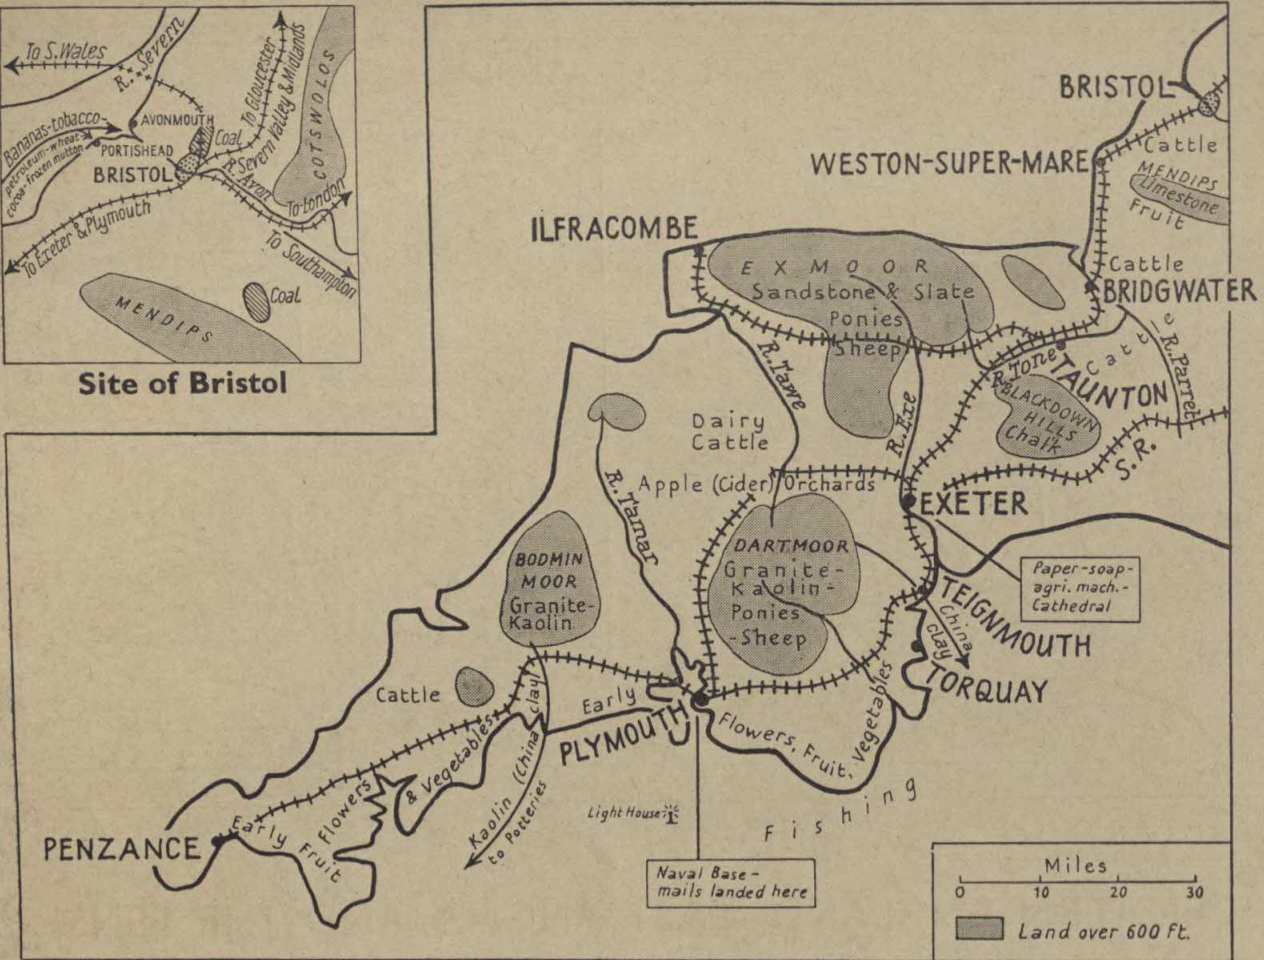 To S. Wales
R. Severn
To Gloucester
Severn Valley & Midlands
COTSWOLDS
Bananas-tobacco-
petroleum-wheat
cocoa-frozen mutton
AVONMOUTH
Coal
PORTISHEAD
BRISTOL
R. Avon
To London
To Exeter & Plymouth
To Southampton
MENDIPS
Coal
Site of Bristol
BRISTOL
Cattle
WESTON-SUPER-MARE
MENDIPS
Limestone
Fruit
ILFRACOMBE
EXMOOR
Sandstone & Slate
Ponies
Sheep
Cattle
BRIDGWATER
Cattle
R. Parret
R. Tone
TAUNTON
BLACKDOWN
HILLS
Chalk
S.R.
R. Tawe
R. Exe
Dairy
Cattle
Apple (Cider) Orchards
R. Tamar
EXETER
Paper-soap-
agri. mach.-
Cathedral
BODMIN
MOOR
Granite-
Kaolin
DARTMOOR
Granite-
Kaolin-
Ponies
-Sheep
TEIGNMOUTH
China
clay
TORQUAY
Cattle
Early
PLYMOUTH
Flowers, Fruit, Vegetables
Fishing
Kaolin (China clay)
to Potteries
& Vegetables
Flowers
Early Fruit
PENZANCE
Light House
Naval Base-
mails landed here
Miles
0 10 20 30
Land over 600 ft.